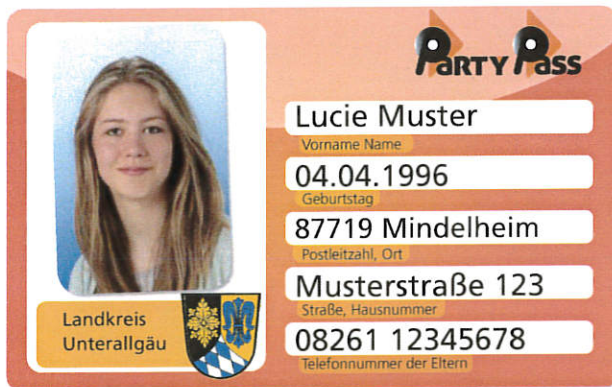 PARTY PASS
Lucie Muster
Vorname Name
04.04.1996
Geburtstag
87719 Mindelheim
Postleitzahl, Ort
Musterstraße 123
Straße, Hausnummer
08261 12345678
Telefonnummer der Eltern
Landkreis
Unterallgäu